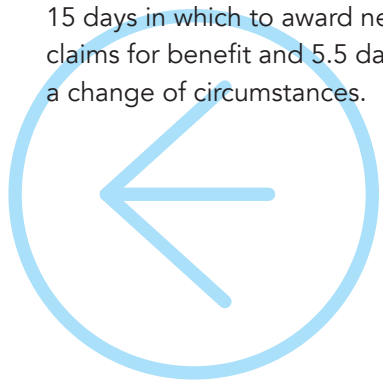 15 days in which to award ne
claims for benefit and 5.5 da
a change of circumstances.